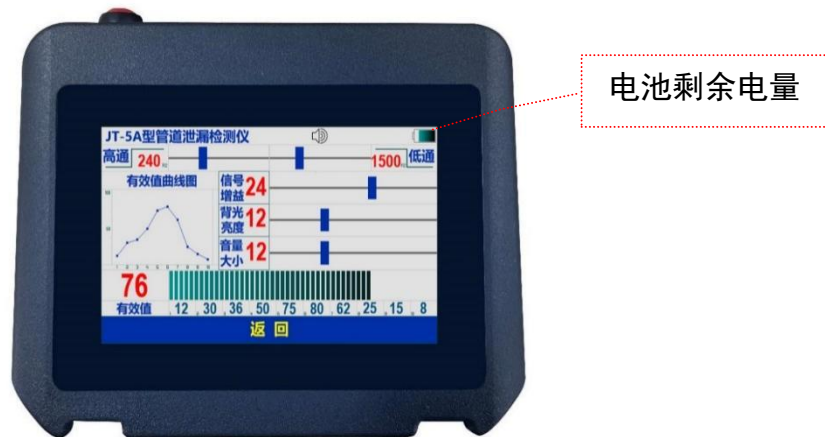 电池剩余电量
JT-5A型管道泄漏检测仪
高通 240 Hz 1500 Hz 低通
有效值曲线图
信号增益 24
背光亮度 12
音量大小 12
76
有效值 12 30 36 50 75 80 62 25 15 8
返 回